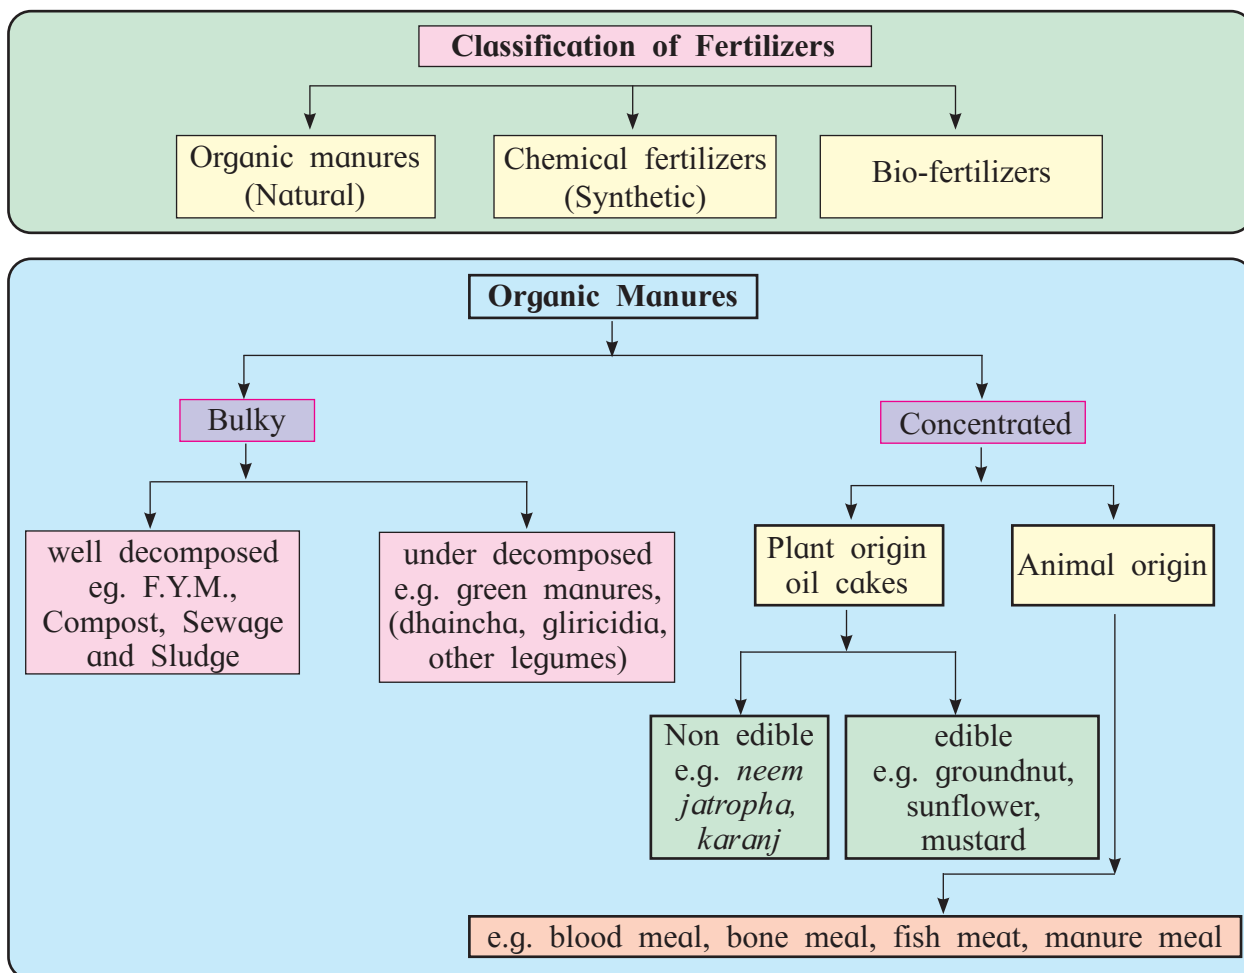 Classification of Fertilizers
Organic manures
(Natural)
Chemical fertilizers
(Synthetic)
Bio-fertilizers
Organic Manures
Bulky
Concentrated
well decomposed
eg. F.Y.M.,
Compost, Sewage
and Sludge
under decomposed
e.g. green manures,
(dhaincha, gliricidia,
other legumes)
Plant origin
oil cakes
Animal origin
Non edible
e.g. neem
jatropha,
karanj
edible
e.g. groundnut,
sunflower,
mustard
e.g. blood meal, bone meal, fish meat, manure meal